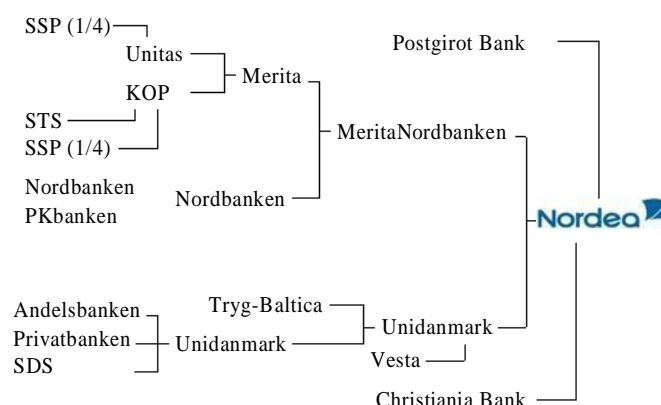 SSP (1/4)
Postgirot Bank
Unitas
Merita
KOP
STS
MeritaNordbanken
SSP (1/4)
Nordbanken
Nordbanken
PKbanken
Nordea
Tryg-Baltica
Andelsbanken
Unidanmark
Privatbanken
Unidanmark
SDS
Vesta
Christiania Bank